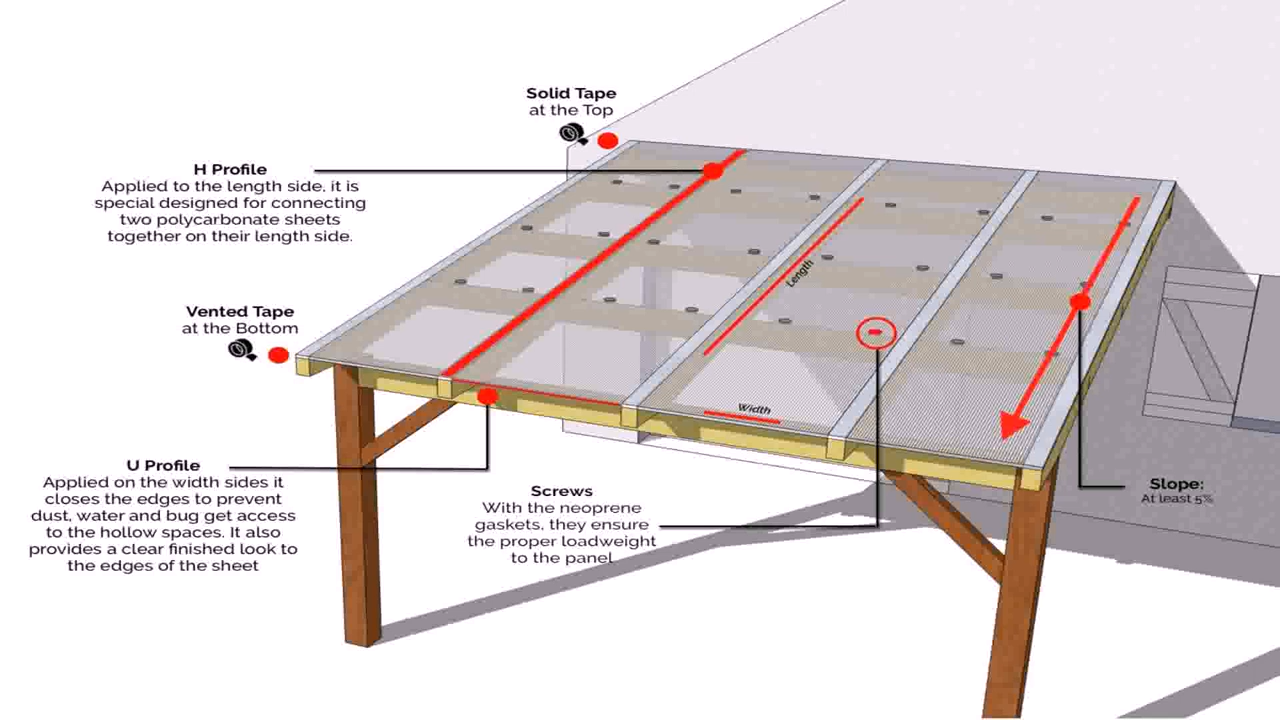 Solid Tape
at the Top
H Profile
Applied to the length side, it is
special designed for connecting
two polycarbonate sheets
together on their length side.
Length
Vented Tape
at the Bottom
Width
U Profile
Applied on the width sides it
closes the edges to prevent
dust, water and bug get access
to the hollow spaces. It also
provides a clear finished look to
the edges of the sheet
Screws
With the neoprene
gaskets, they ensure
the proper loadweight
to the panel.
Slope:
At least 5%